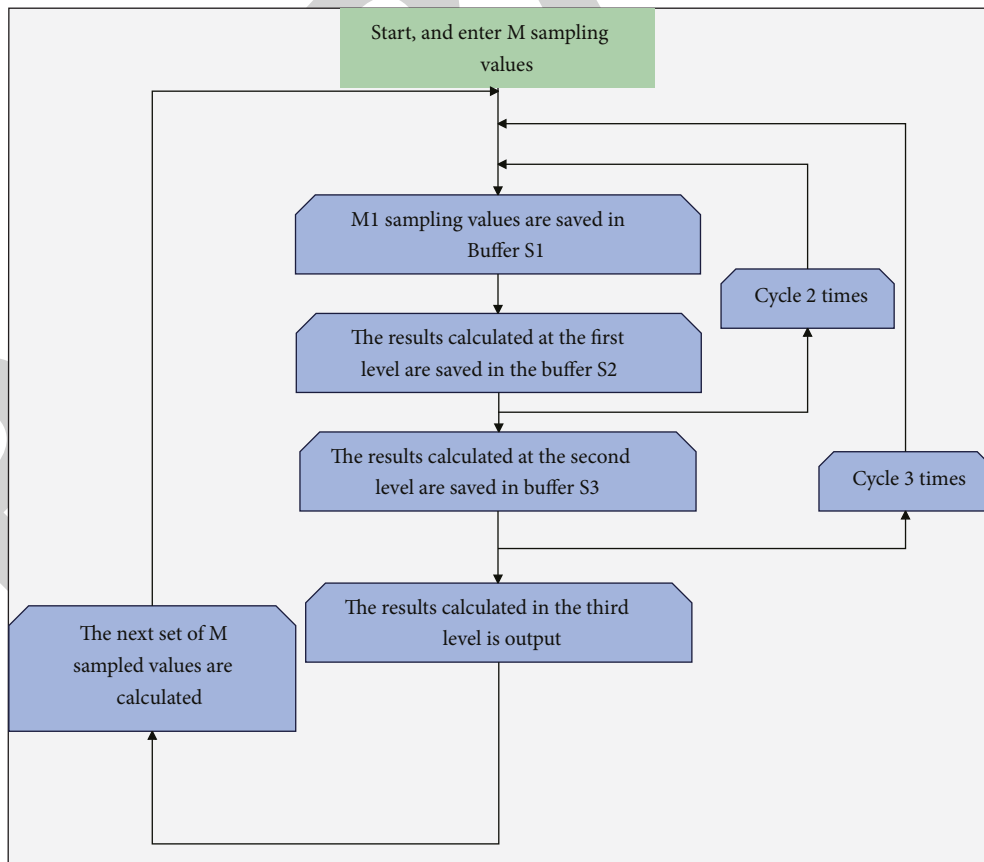 Start, and enter M sampling
values
M1 sampling values are saved in
Buffer S1
Cycle 2 times
The results calculated at the first
level are saved in the buffer S2
The results calculated at the second
level are saved in buffer S3
Cycle 3 times
The results calculated in the third
level is output
The next set of M
sampled values are
calculated